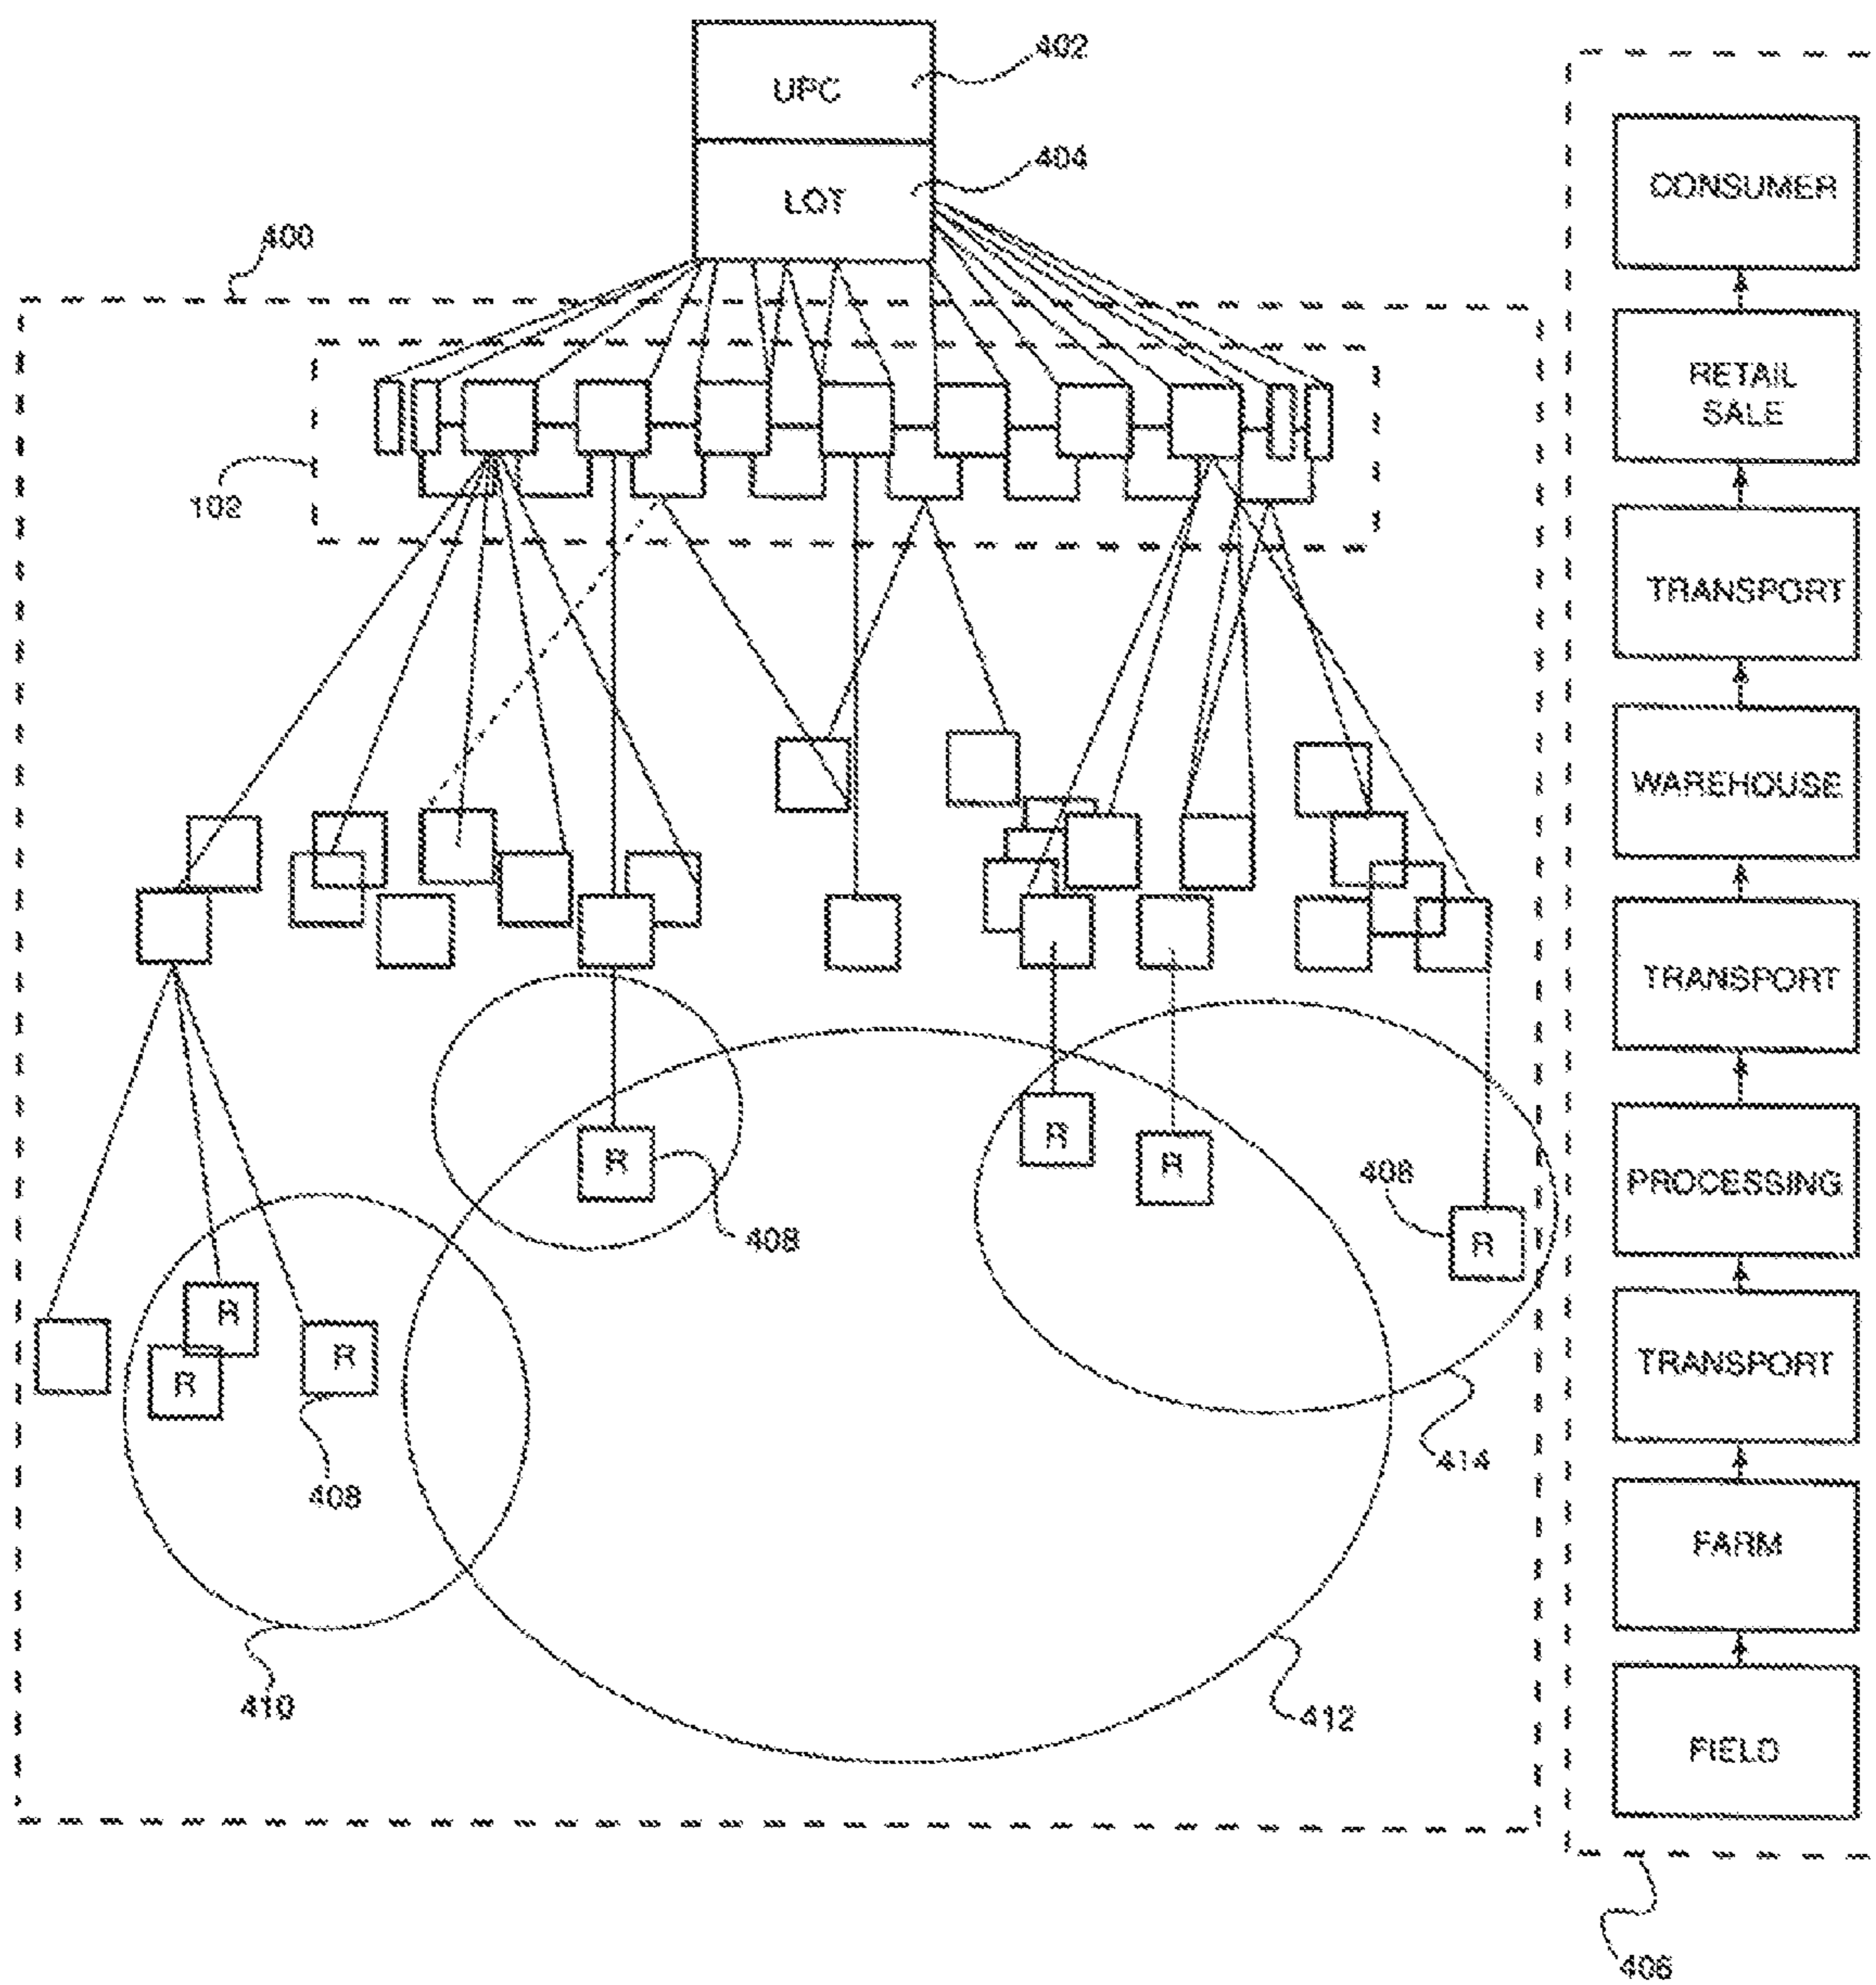 402
UPC
404
LOT
400
102
R
408
R
R
408
R
R
R
408
R
410
412
414
CONSUMER
RETAIL
SALE
TRANSPORT
WAREHOUSE
TRANSPORT
PROCESSING
TRANSPORT
FARM
FIELD
406